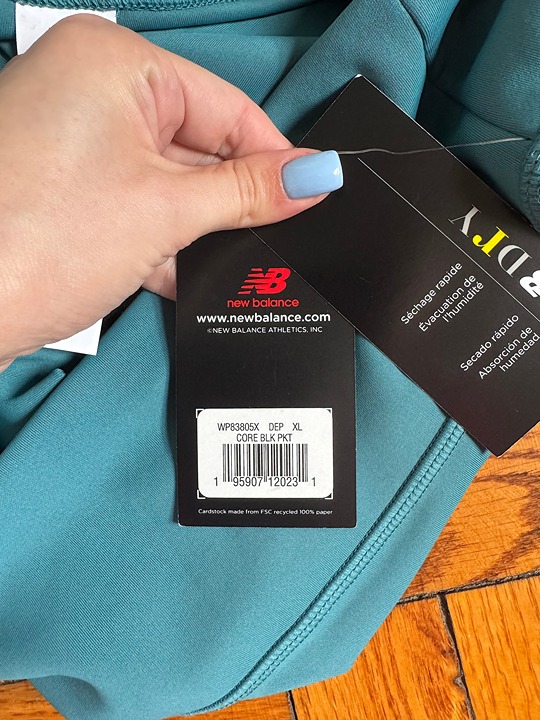 new balance
www.newbalance.com
©NEW BALANCE ATHLETICS, INC
WP83805X DEP XL
CORE BLK PKT
1 95907 12023 1
Cardstock made from FSC recycled 100% paper
DRY
Séchage rapide
Évacuation de
l'humidité
Secado rápido
Absorción de
humedad